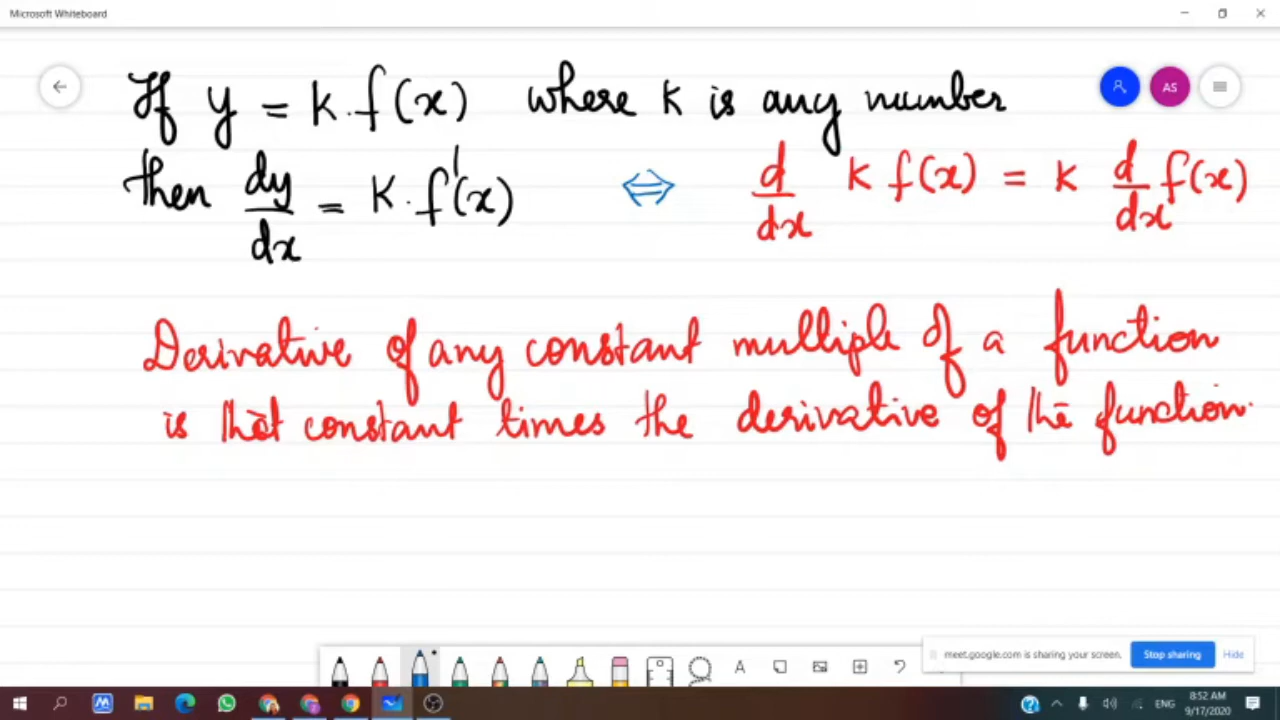 Microsoft Whiteboard
AS
If y = k.f(x) where k is any number
then dy/dx = k.f'(x) ⇔ d/dx k f(x) = k d/dx f(x)
Derivative of any constant multiple of a function
is that constant times the derivative of the function.
A
meet.google.com is sharing your screen. Stop sharing Hide
ENG 8:52 AM
9/17/2020